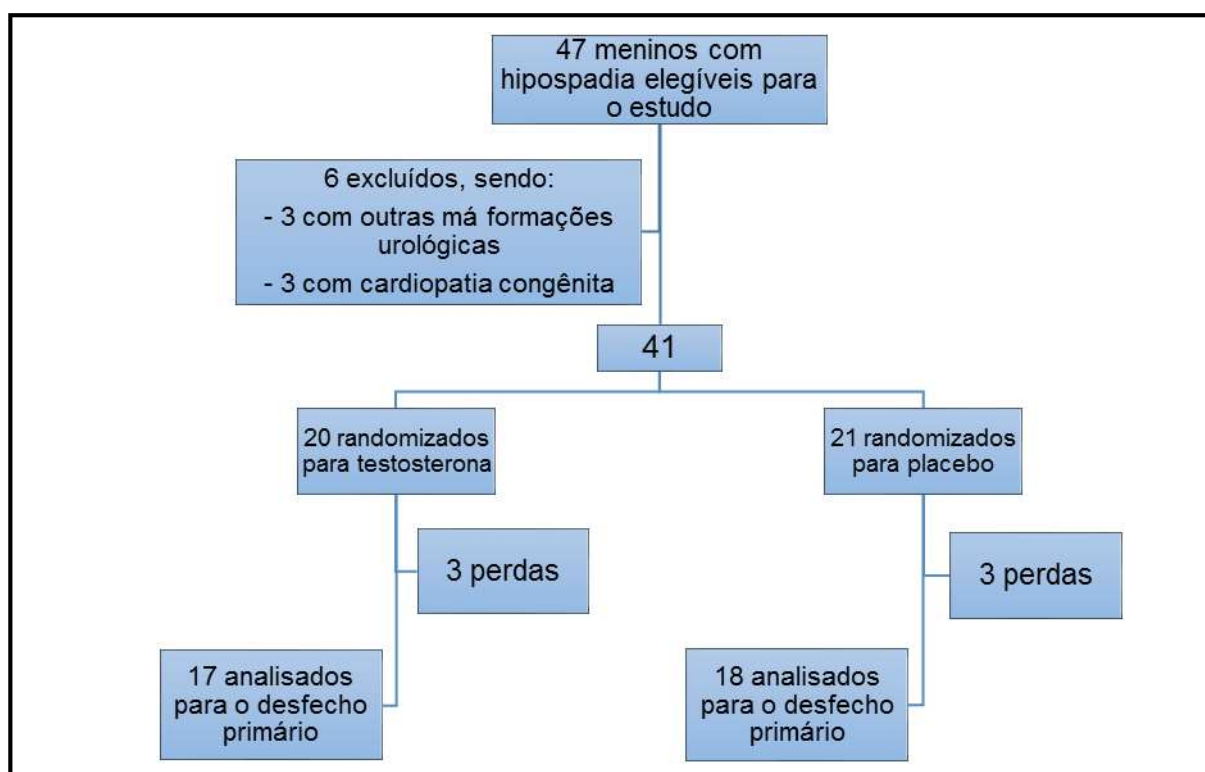 47 meninos com
hipospadia elegíveis para
o estudo
6 excluídos, sendo:
- 3 com outras má formações
urológicas
- 3 com cardiopatia congênita
41
20 randomizados
para testosterona
21 randomizados
para placebo
3 perdas
3 perdas
17 analisados
para o desfecho
primário
18 analisados
para o desfecho
primário